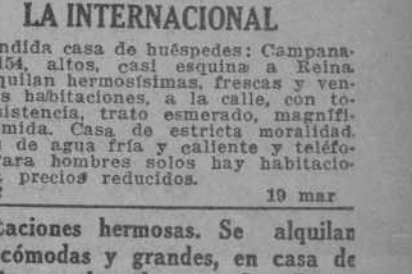 LA INTERNACIONAL
ndida casa de huéspedes: Campana-
154, altos, casi esquina a Reina
quilan hermosísimas, frescas y ven-
s habitaciones, a la calle, con to-
sistencia, trato esmerado, magnífi-
mida. Casa de estricta moralidad.
de agua fría y caliente y teléfo-
ara hombres solos hay habitacio-
precios reducidos.
19 mar
taciones hermosas. Se alquilan
cómodas y grandes, en casa de